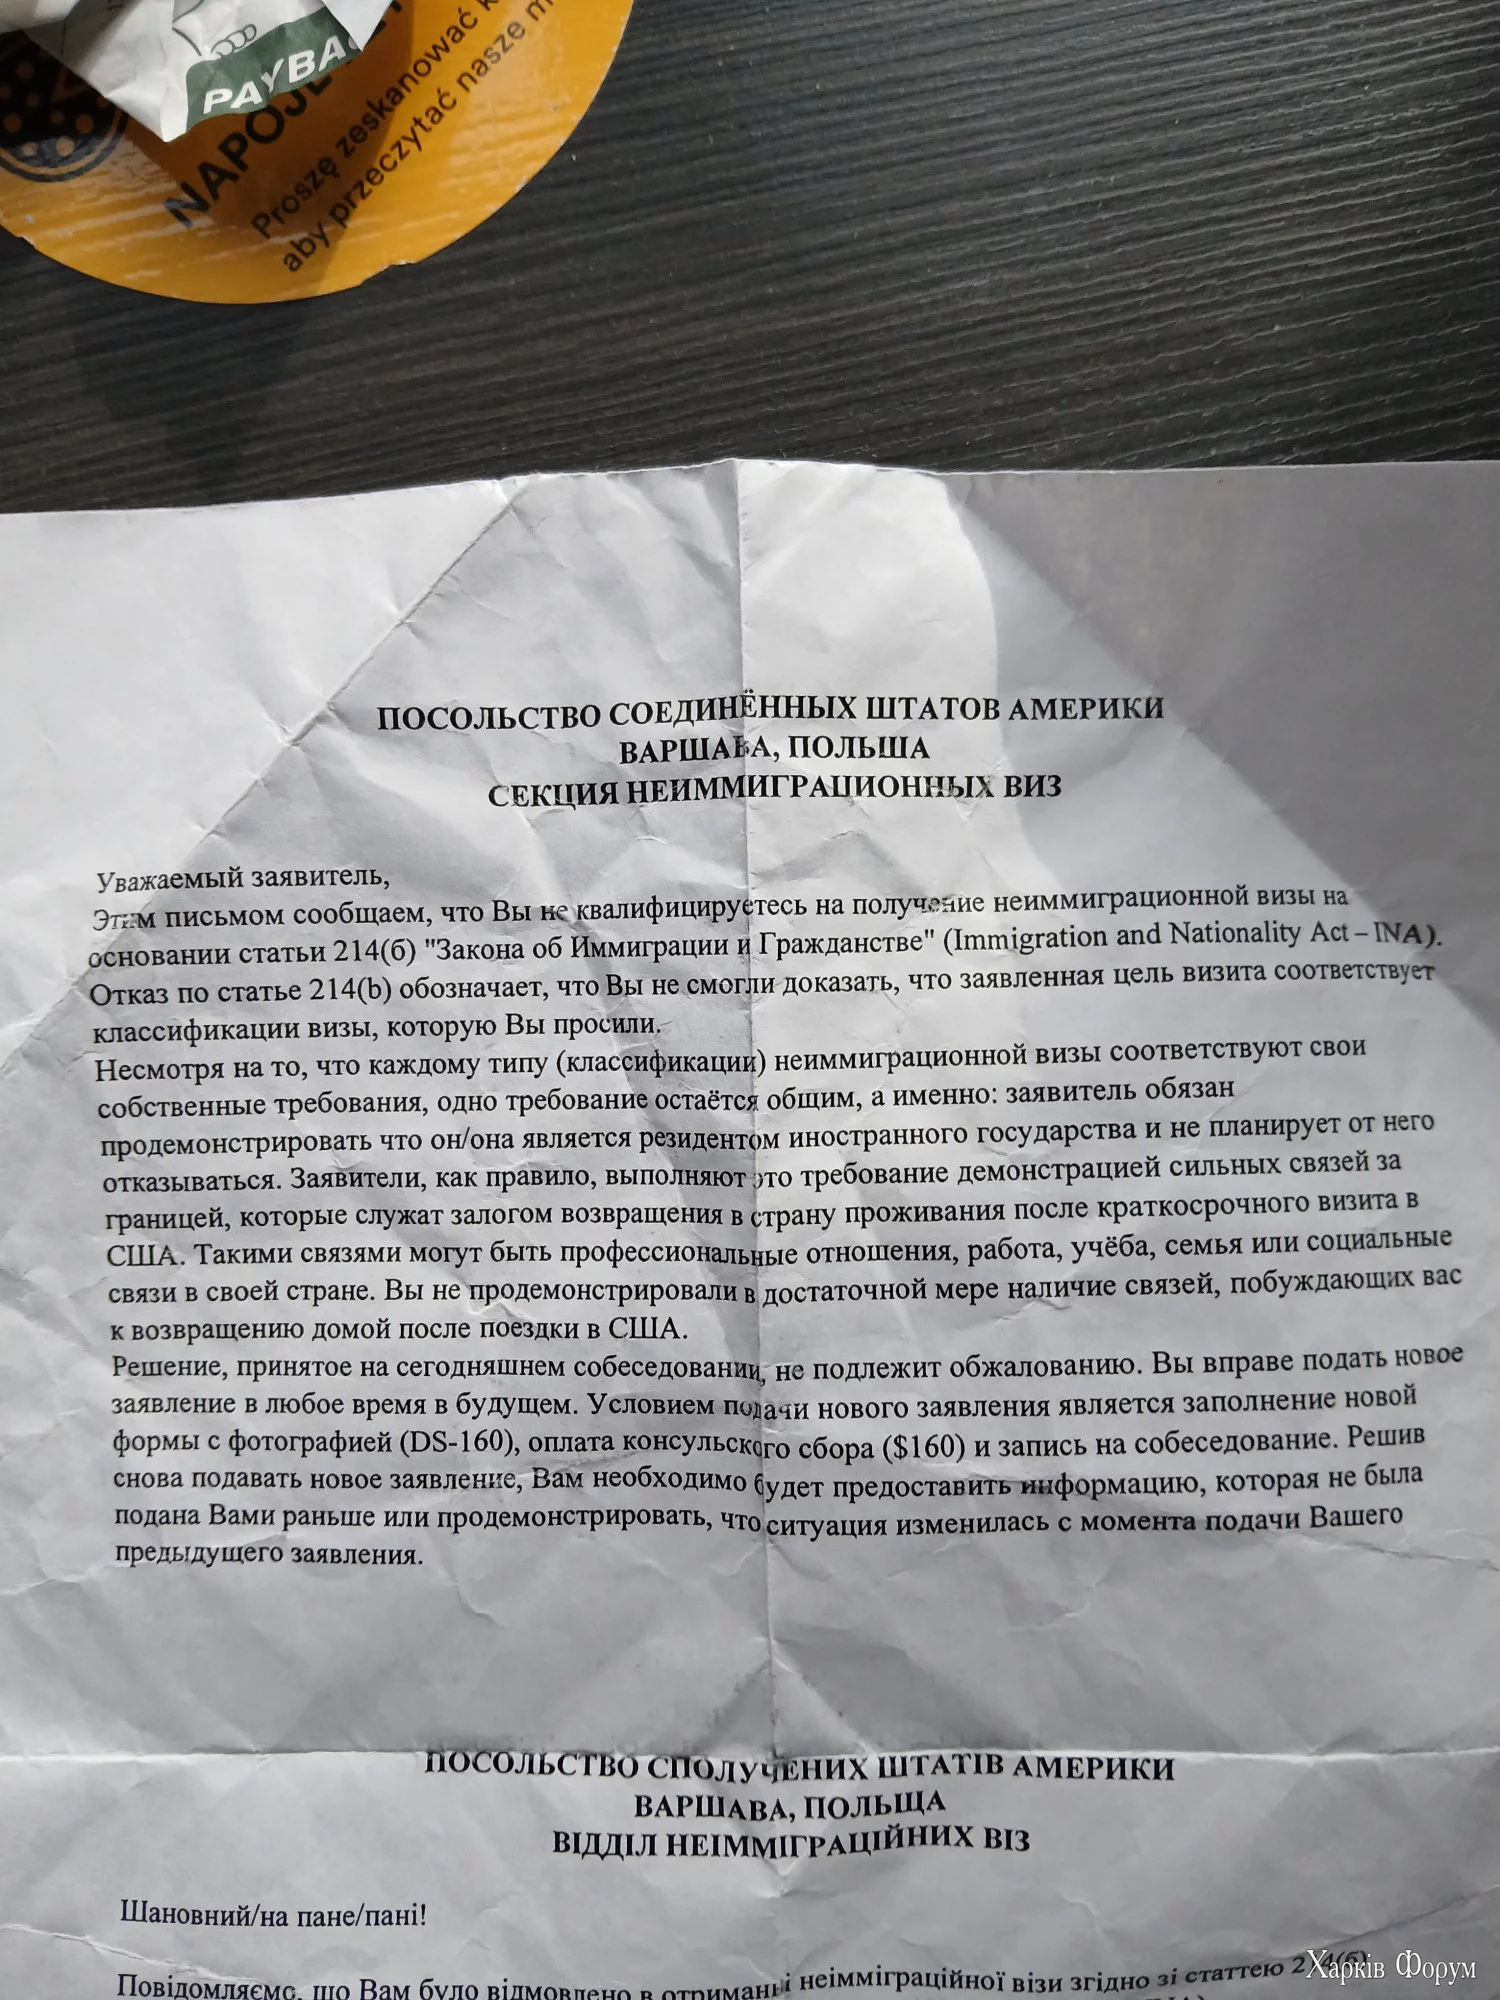 PAYBA
NAPOJE
Proszę zeskanować k
aby przeczytać nasze m
ПОСОЛЬСТВО СОЕДИНЁННЫХ ШТАТОВ АМЕРИКИ
ВАРШАВА, ПОЛЬША
СЕКЦИЯ НЕИММИГРАЦИОННЫХ ВИЗ
Уважаемый заявитель,
Этим письмом сообщаем, что Вы не квалифицируетесь на получение неиммиграционной визы на
основании статьи 214(б) "Закона об Иммиграции и Гражданстве" (Immigration and Nationality Act – INA).
Отказ по статье 214(b) обозначает, что Вы не смогли доказать, что заявленная цель визита соответствует
классификации визы, которую Вы просили.
Несмотря на то, что каждому типу (классификации) неиммиграционной визы соответствуют свои
собственные требования, одно требование остаётся общим, а именно: заявитель обязан
продемонстрировать что он/она является резидентом иностранного государства и не планирует от него
отказываться. Заявители, как правило, выполняют это требование демонстрацией сильных связей за
границей, которые служат залогом возвращения в страну проживания после краткосрочного визита в
США. Такими связями могут быть профессиональные отношения, работа, учёба, семья или социальные
связи в своей стране. Вы не продемонстрировали в достаточной мере наличие связей, побуждающих вас
к возвращению домой после поездки в США.
Решение, принятое на сегодняшнем собеседовании, не подлежит обжалованию. Вы вправе подать новое
заявление в любое время в будущем. Условием подачи нового заявления является заполнение новой
формы с фотографией (DS-160), оплата консульского сбора ($160) и запись на собеседование. Решив
снова подавать новое заявление, Вам необходимо будет предоставить информацию, которая не была
подана Вами раньше или продемонстрировать, что ситуация изменилась с момента подачи Вашего
предыдущего заявления.
ПОСОЛЬСТВО СПОЛУЧЕНИХ ШТАТІВ АМЕРИКИ
ВАРШАВА, ПОЛЬЩА
ВІДДІЛ НЕІММІГРАЦІЙНИХ ВІЗ
Шановний/на пане/пані!
Повідомляємо, що Вам було відмовлено в отриманні неімміграційної візи згідно зі статтею 214(б)
Харків Форум